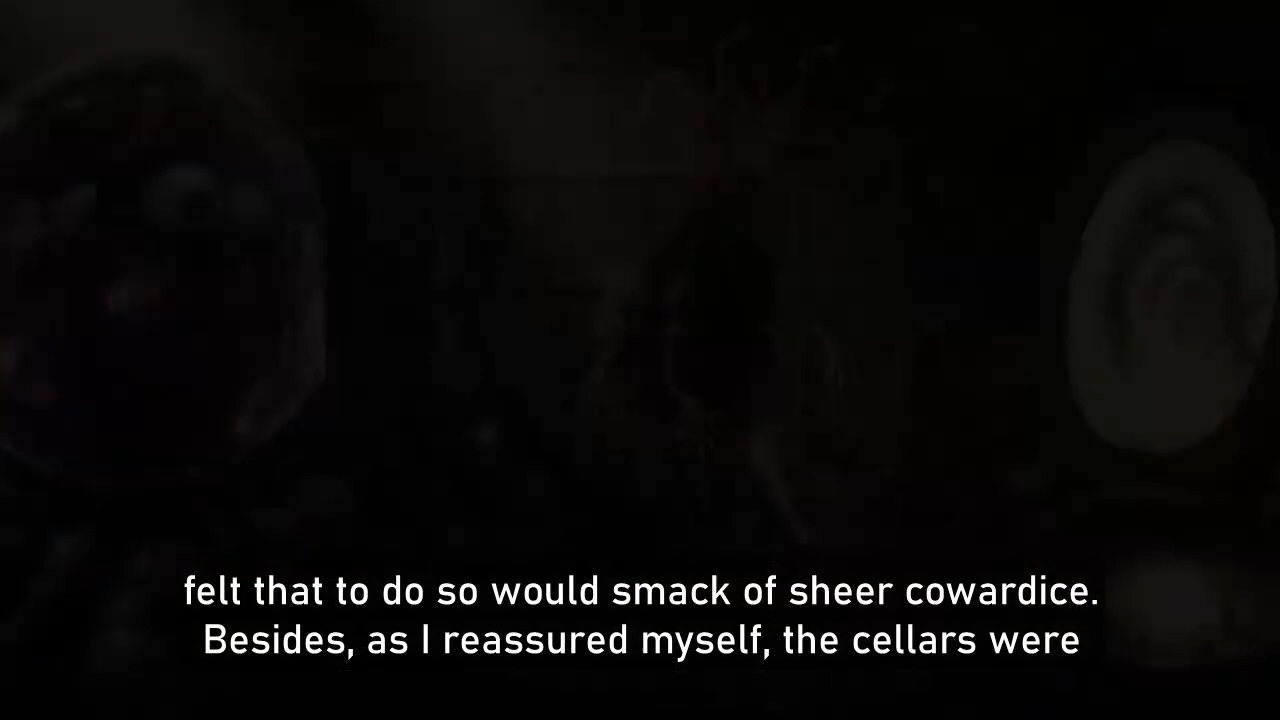 felt that to do so would smack of sheer cowardice.
Besides, as I reassured myself, the cellars were